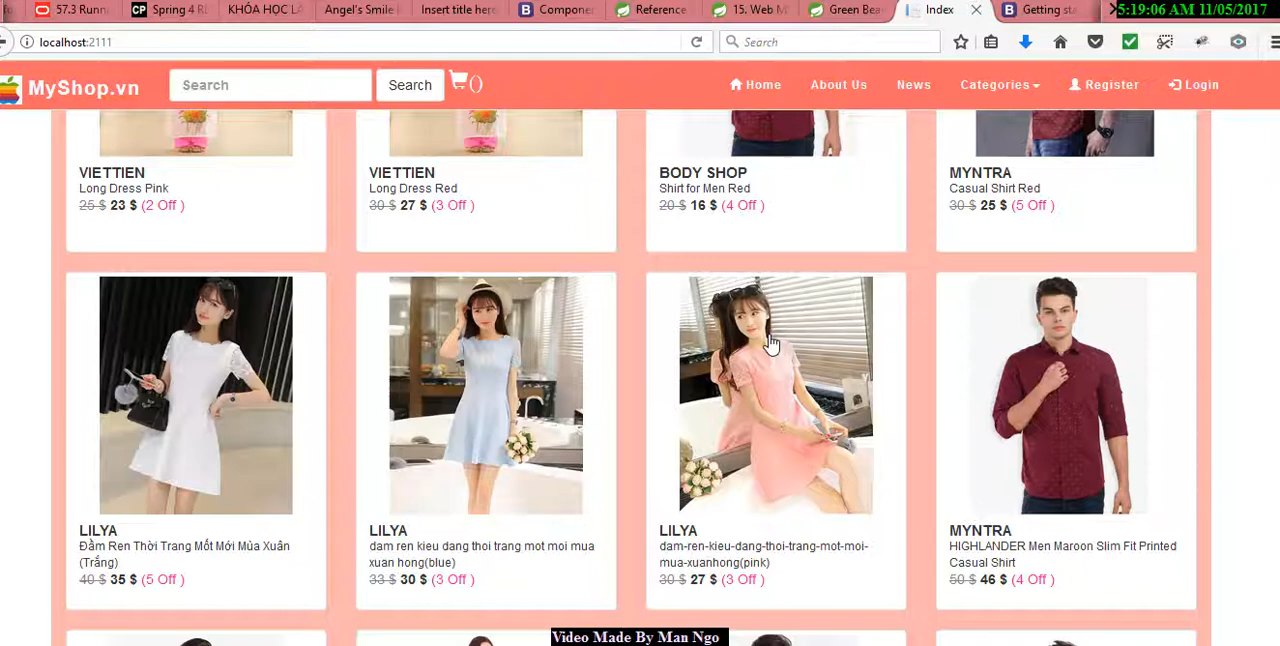 57.3 Runn
Spring 4 R
KHÓA HỌC LA
Angel's Smile
Insert title here
Componer
Reference
15. Web M
Green Bea
Index
Getting sta
5:19:06 AM 11/05/2017
localhost:2111
Search
MyShop.vn
Search
Search
()
Home
About Us
News
Categories
Register
Login
VIETTIEN
Long Dress Pink
25 $ 23 $ (2 Off )
VIETTIEN
Long Dress Red
30 $ 27 $ (3 Off )
BODY SHOP
Shirt for Men Red
20 $ 16 $ (4 Off )
MYNTRA
Casual Shirt Red
30 $ 25 $ (5 Off )
LILYA
Đầm Ren Thời Trang Mốt Mới Mùa Xuân
(Trắng)
40 $ 35 $ (5 Off )
LILYA
dam ren kieu dang thoi trang mot moi mua
xuan hong(blue)
33 $ 30 $ (3 Off )
LILYA
dam-ren-kieu-dang-thoi-trang-mot-moi-
mua-xuanhong(pink)
30 $ 27 $ (3 Off )
MYNTRA
HIGHLANDER Men Maroon Slim Fit Printed
Casual Shirt
50 $ 46 $ (4 Off )
Video Made By Man Ngo